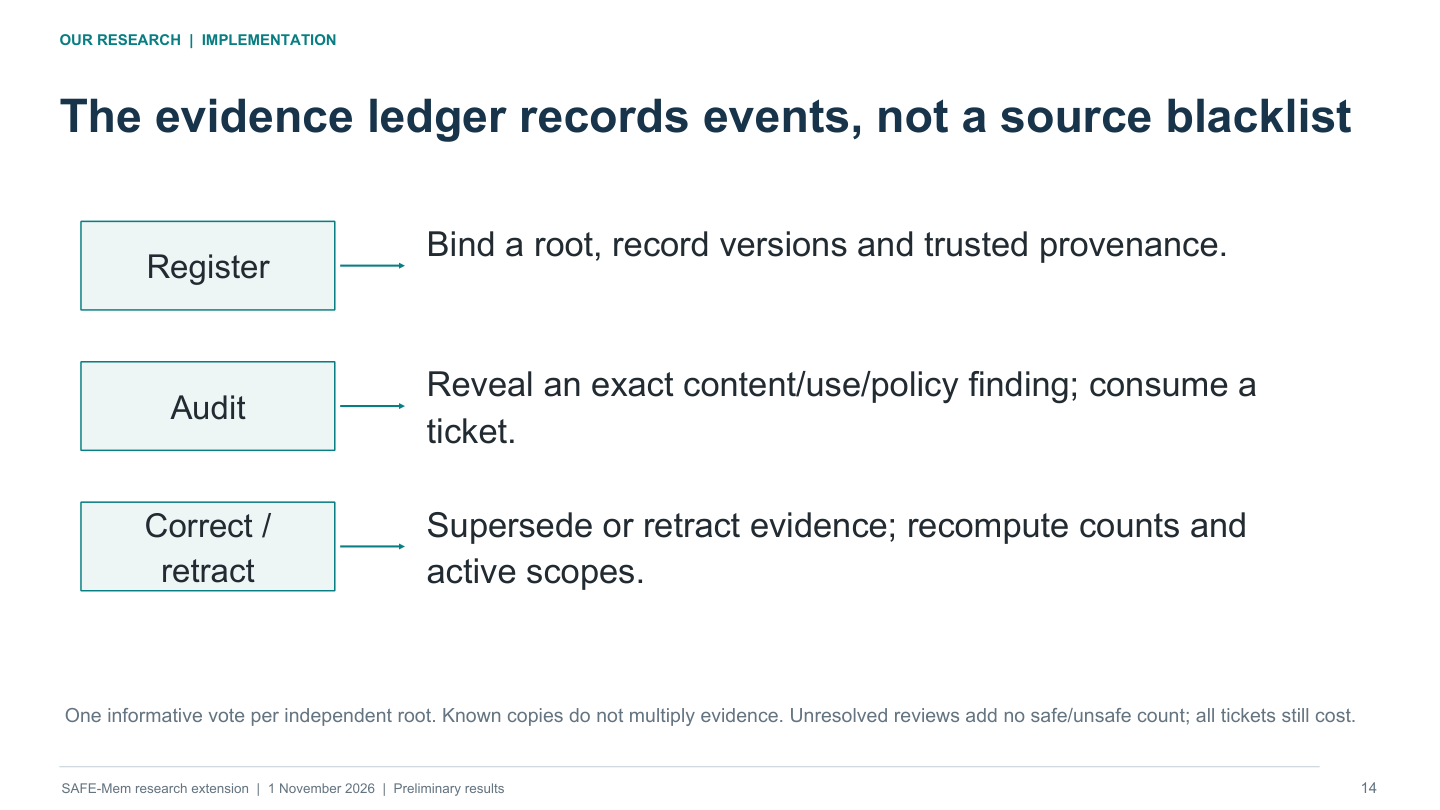 OUR RESEARCH | IMPLEMENTATION
The evidence ledger records events, not a source blacklist
Register
Bind a root, record versions and trusted provenance.
Audit
Reveal an exact content/use/policy finding; consume a
ticket.
Correct /
retract
Supersede or retract evidence; recompute counts and
active scopes.
One informative vote per independent root. Known copies do not multiply evidence. Unresolved reviews add no safe/unsafe count; all tickets still cost.
SAFE-Mem research extension | 1 November 2026 | Preliminary results
14